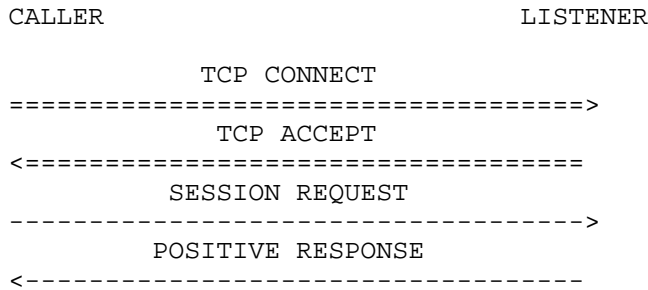 CALLER LISTENER
TCP CONNECT
====================================>
TCP ACCEPT
<===================================
SESSION REQUEST
------------------------------------>
POSITIVE RESPONSE
<-----------------------------------